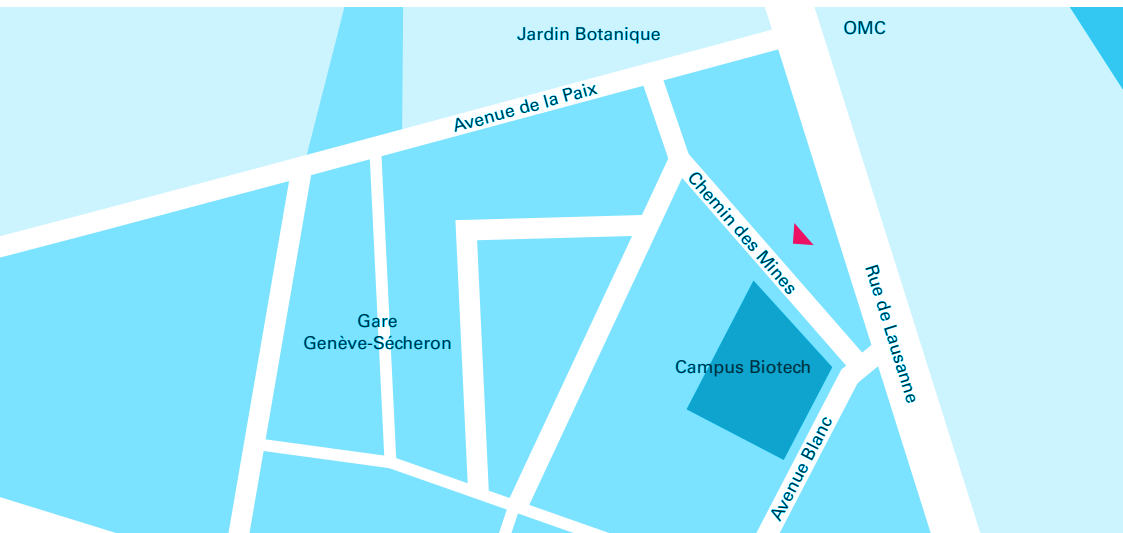 Jardin Botanique
OMC
Avenue de la Paix
Chemin des Mines
Rue de Lausanne
Gare
Genève-Sécheron
Campus Biotech
Avenue Blanc